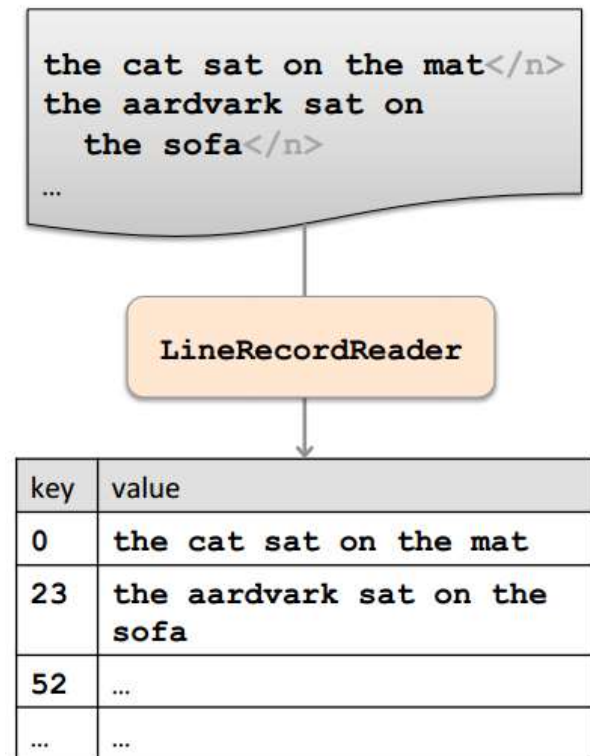 the cat sat on the mat</n>
the aardvark sat on
the sofa</n>
…
LineRecordReader
key value
0 the cat sat on the mat
23 the aardvark sat on the
sofa
52 …
… …